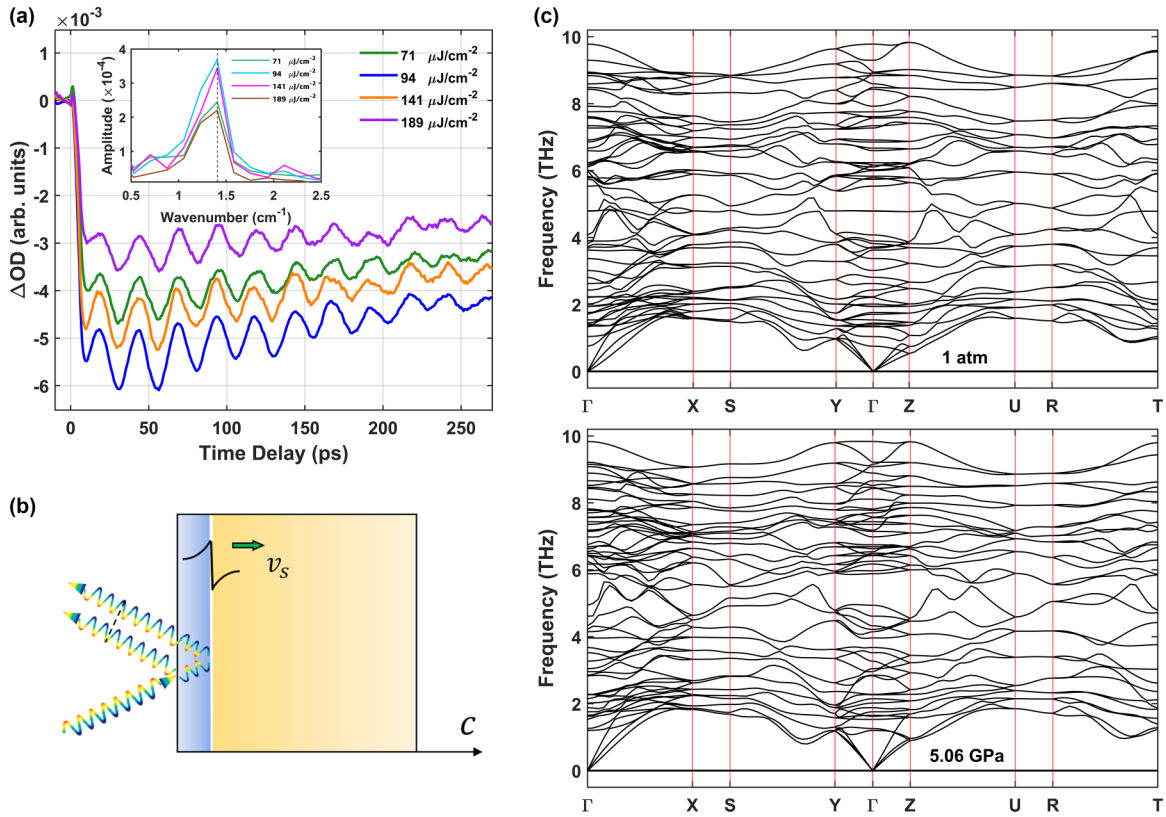 (a)
×10⁻³
1
0
-1
-2
-3
-4
-5
-6
ΔOD (arb. units)
0
50
100
150
200
250
Time Delay (ps)
71 μJ/cm⁻²
94 μJ/cm⁻²
141 μJ/cm⁻²
189 μJ/cm⁻²
4
3
2
1
Amplitude (×10⁻⁴)
0.5
1
1.5
2
2.5
Wavenumber (cm⁻¹)
71 μJ/cm⁻²
94 μJ/cm⁻²
141 μJ/cm⁻²
189 μJ/cm⁻²
(b)
v_s
c
(c)
10
8
6
4
2
0
Frequency (THz)
1 atm
Γ X S Y Γ Z U R T
10
8
6
4
2
0
Frequency (THz)
5.06 GPa
Γ X S Y Γ Z U R T